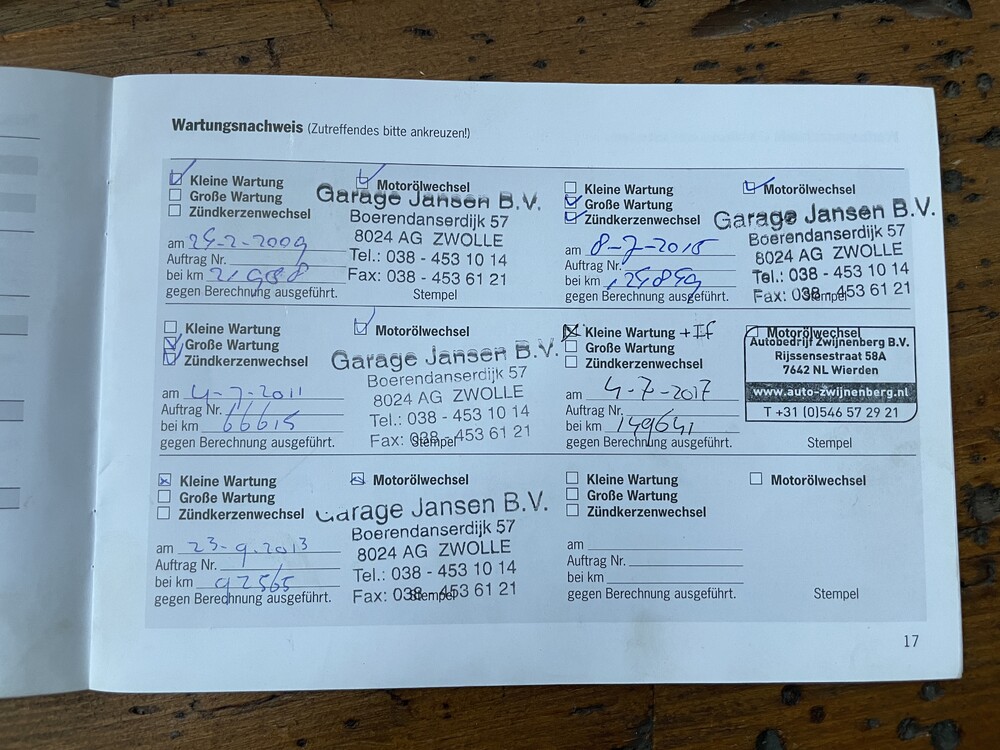 Wartungsnachweis (Zutreffendes bitte ankreuzen!)
Kleine Wartung
Große Wartung
Zündkerzenwechsel
Motorölwechsel
Garage Jansen B.V.
Boerendanserdijk 57
8024 AG ZWOLLE
Tel.: 038 - 453 10 14
Fax: 038 - 453 61 21
am 24-2-2009
Auftrag Nr.
bei km 21988
gegen Berechnung ausgeführt.
Stempel
Kleine Wartung
Große Wartung
Zündkerzenwechsel
Motorölwechsel
Garage Jansen B.V.
Boerendanserdijk 57
8024 AG ZWOLLE
Tel.: 038 - 453 10 14
Fax: 038 - 453 61 21
am 4-7-2011
Auftrag Nr.
bei km 66615
gegen Berechnung ausgeführt.
Stempel
Kleine Wartung
Große Wartung
Zündkerzenwechsel
Motorölwechsel
Garage Jansen B.V.
Boerendanserdijk 57
8024 AG ZWOLLE
Tel.: 038 - 453 10 14
Fax: 038 - 453 61 21
am 23-9-2013
Auftrag Nr.
bei km 92565
gegen Berechnung ausgeführt.
Stempel
Kleine Wartung
Große Wartung
Zündkerzenwechsel
Motorölwechsel
Garage Jansen B.V.
Boerendanserdijk 57
8024 AG ZWOLLE
Tel.: 038 - 453 10 14
Fax: 038 - 453 61 21
am 8-7-2015
Auftrag Nr.
bei km
gegen Berechnung ausgeführt.
Stempel
Kleine Wartung
Große Wartung
Zündkerzenwechsel
Motorölwechsel
Autobedrijf Zwijnenberg B.V.
Rijssensestraat 58A
7642 NL Wierden
www.auto-zwijnenberg.nl
T +31 (0)546 57 29 21
am 4-7-2017
Auftrag Nr.
bei km 149641
gegen Berechnung ausgeführt.
Stempel
Kleine Wartung
Große Wartung
Zündkerzenwechsel
Motorölwechsel
am
Auftrag Nr.
bei km
gegen Berechnung ausgeführt.
Stempel
17